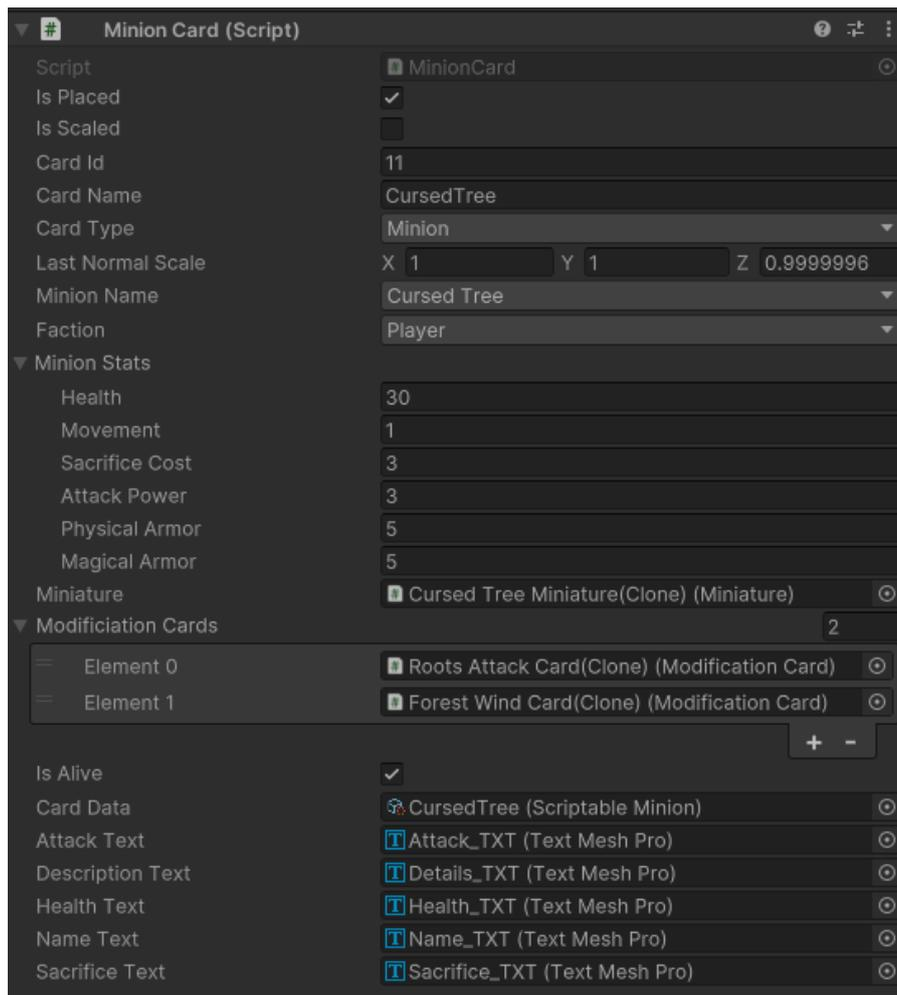 Minion Card (Script)
Script MinionCard
Is Placed
Is Scaled
Card Id 11
Card Name CursedTree
Card Type Minion
Last Normal Scale X 1 Y 1 Z 0.9999996
Minion Name Cursed Tree
Faction Player
Minion Stats
Health 30
Movement 1
Sacrifice Cost 3
Attack Power 3
Physical Armor 5
Magical Armor 5
Miniature Cursed Tree Miniature(Clone) (Miniature)
Modificiation Cards 2
Element 0 Roots Attack Card(Clone) (Modification Card)
Element 1 Forest Wind Card(Clone) (Modification Card)
+ -
Is Alive
Card Data CursedTree (Scriptable Minion)
Attack Text Attack_TXT (Text Mesh Pro)
Description Text Details_TXT (Text Mesh Pro)
Health Text Health_TXT (Text Mesh Pro)
Name Text Name_TXT (Text Mesh Pro)
Sacrifice Text Sacrifice_TXT (Text Mesh Pro)